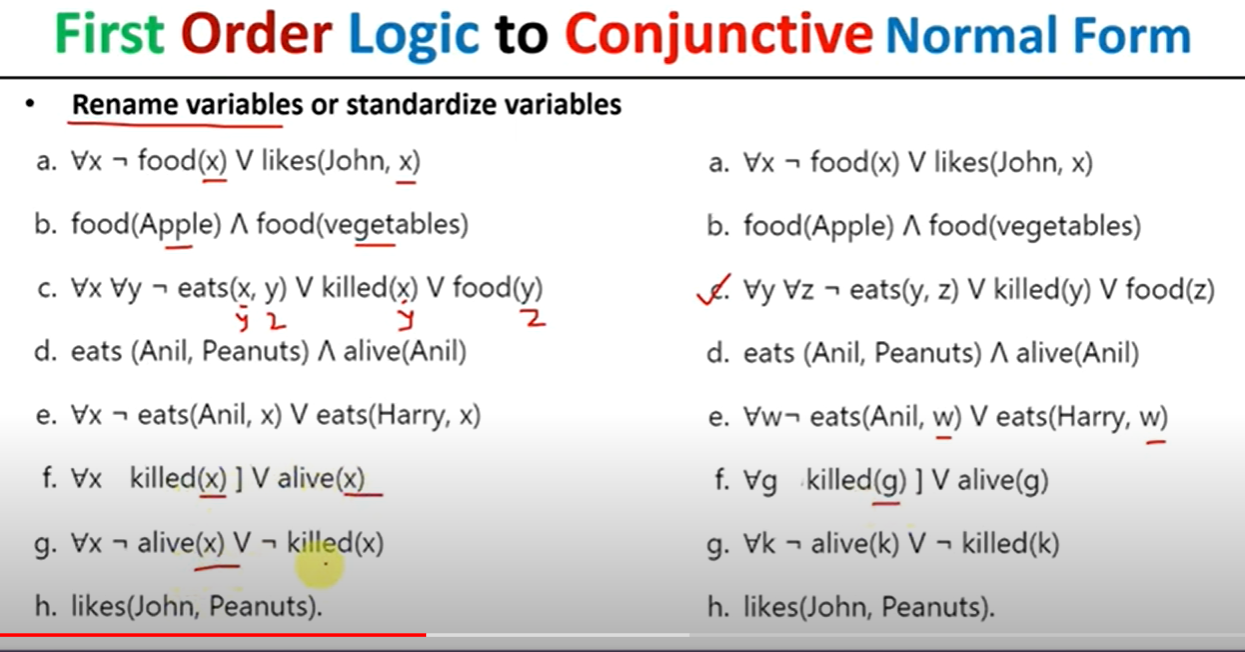 First Order Logic to Conjunctive Normal Form
• Rename variables or standardize variables
a. ∀x ¬ food(x) V likes(John, x)
b. food(Apple) Λ food(vegetables)
c. ∀x ∀y ¬ eats(x, y) V killed(x) V food(y)
y z y z
d. eats (Anil, Peanuts) Λ alive(Anil)
e. ∀x ¬ eats(Anil, x) V eats(Harry, x)
f. ∀x killed(x) ] V alive(x)
g. ∀x ¬ alive(x) V ¬ killed(x)
h. likes(John, Peanuts).
a. ∀x ¬ food(x) V likes(John, x)
b. food(Apple) Λ food(vegetables)
c. ∀y ∀z ¬ eats(y, z) V killed(y) V food(z)
d. eats (Anil, Peanuts) Λ alive(Anil)
e. ∀w¬ eats(Anil, w) V eats(Harry, w)
f. ∀g killed(g) ] V alive(g)
g. ∀k ¬ alive(k) V ¬ killed(k)
h. likes(John, Peanuts).